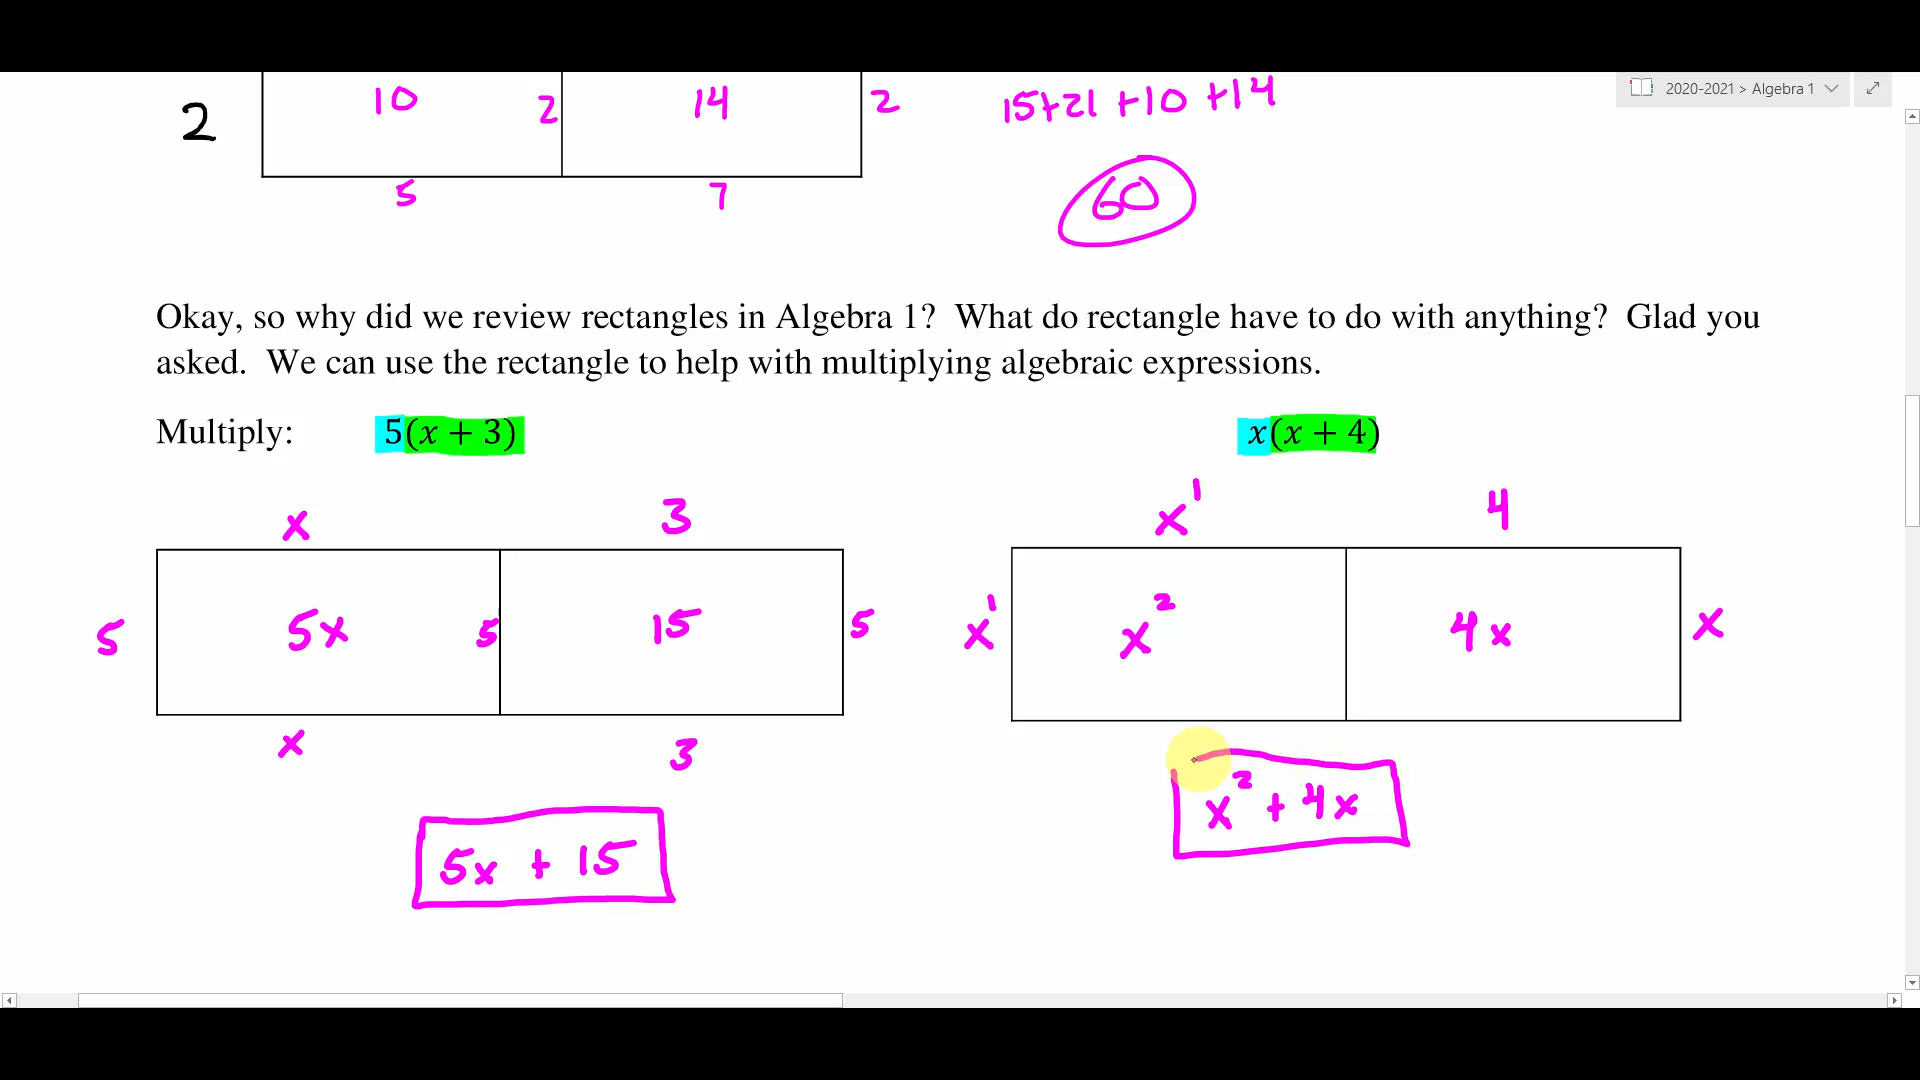 2020-2021 > Algebra 1
10 2 14 2 15+21 +10 +14
2
5 7 60
Okay, so why did we review rectangles in Algebra 1? What do rectangle have to do with anything? Glad you
asked. We can use the rectangle to help with multiplying algebraic expressions.
Multiply: 5(x + 3) x(x + 4)
x 3 x¹ 4
5 5x 5 15 5 x¹ x² 4x x
x 3
5x + 15 x² + 4x